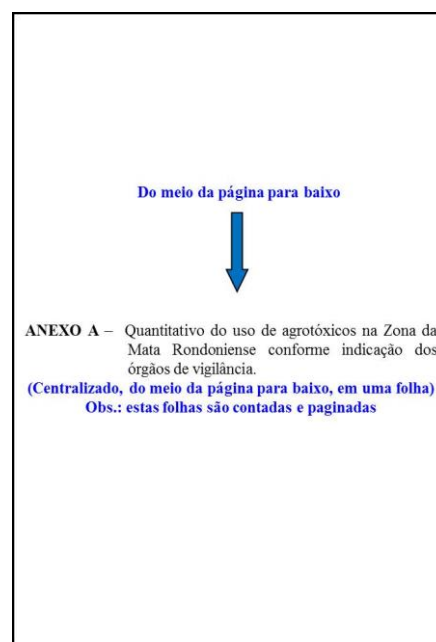 Do meio da página para baixo
ANEXO A – Quantitativo do uso de agrotóxicos na Zona da
Mata Rondoniense conforme indicação dos
órgãos de vigilância.
(Centralizado, do meio da página para baixo, em uma folha)
Obs.: estas folhas são contadas e paginadas